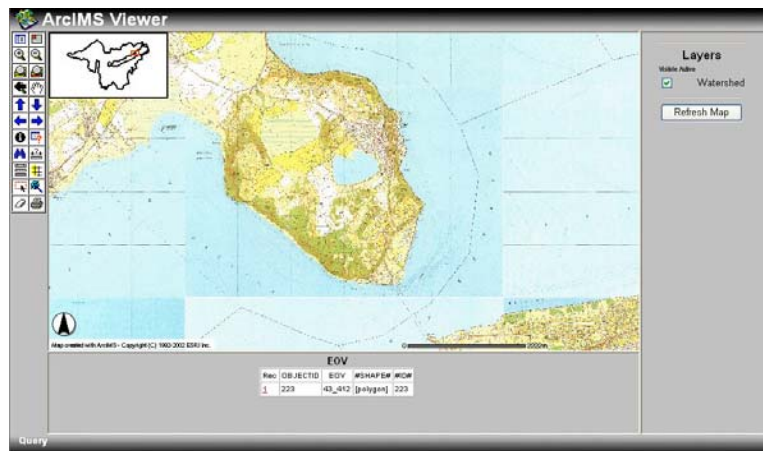 ArcIMS Viewer
Layers
Visible Active
Watershed
Refresh Map
Map created with ArcIMS - Copyright (C) 1992-2002 ESRI Inc.
EOV
Rec OBJECTID EOV #SHAPE# #ID#
1 223 43_412 [polygon] 223
Query